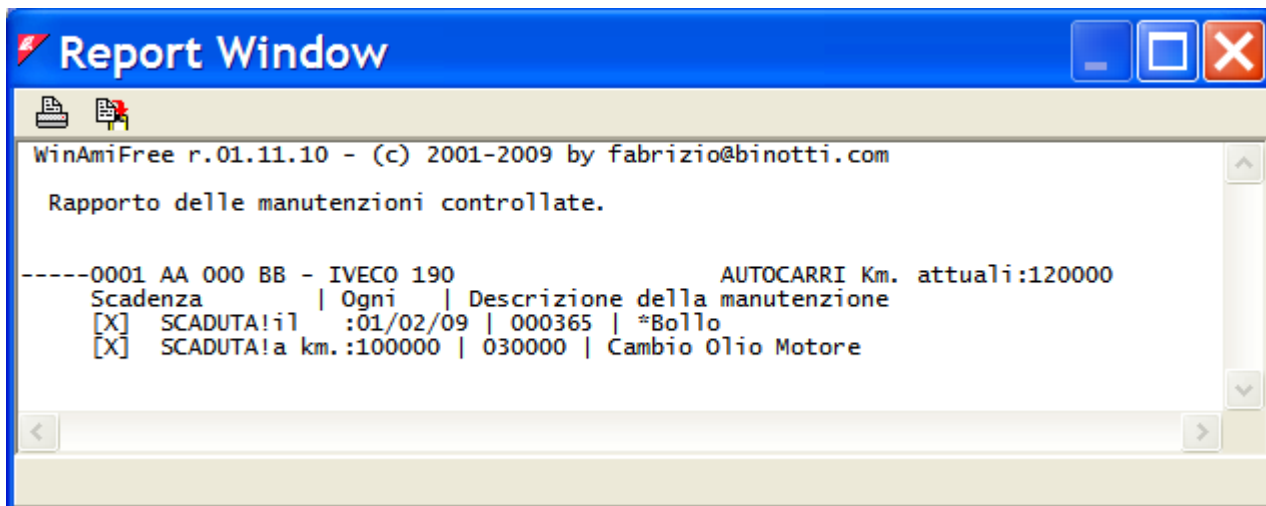 Report Window
WinAmiFree r.01.11.10 - (c) 2001-2009 by fabrizio@binotti.com
Rapporto delle manutenzioni controllate.
-----0001 AA 000 BB - IVECO 190 AUTOCARRI Km. attuali:120000
Scadenza | Ogni | Descrizione della manutenzione
[X] SCADUTA!il :01/02/09 | 000365 | *Bollo
[X] SCADUTA!a km.:100000 | 030000 | Cambio Olio Motore